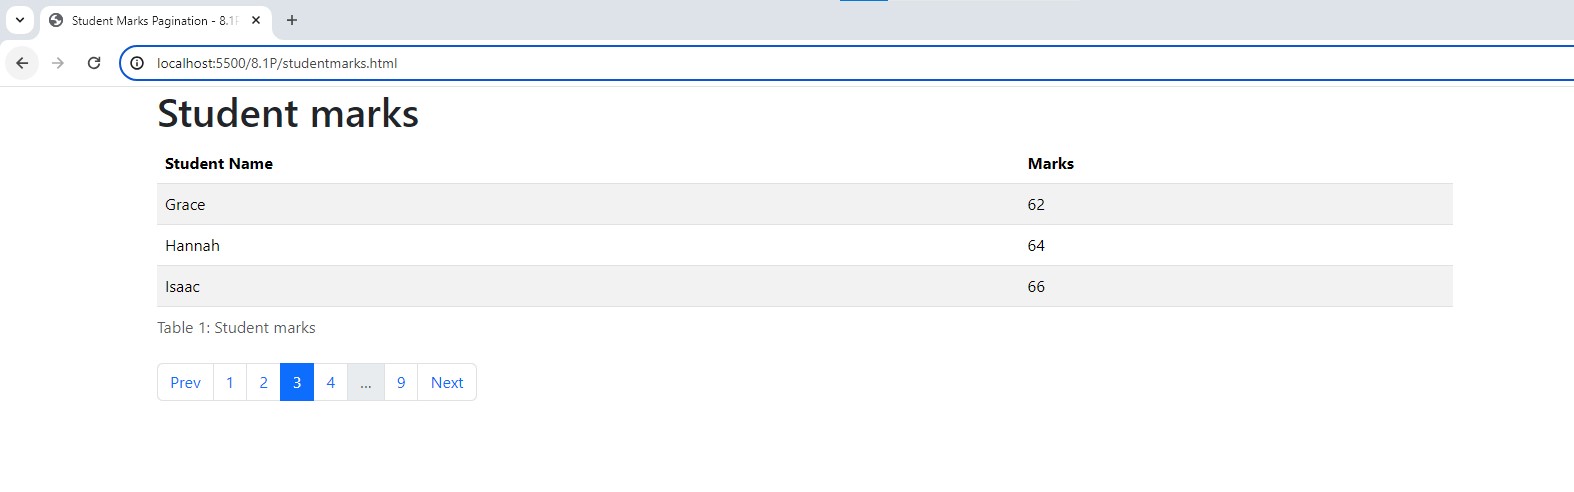 Student Marks Pagination - 8.1
localhost:5500/8.1P/studentmarks.html
Student marks
Student Name Marks
Grace 62
Hannah 64
Isaac 66
Table 1: Student marks
Prev 1 2 3 4 ... 9 Next